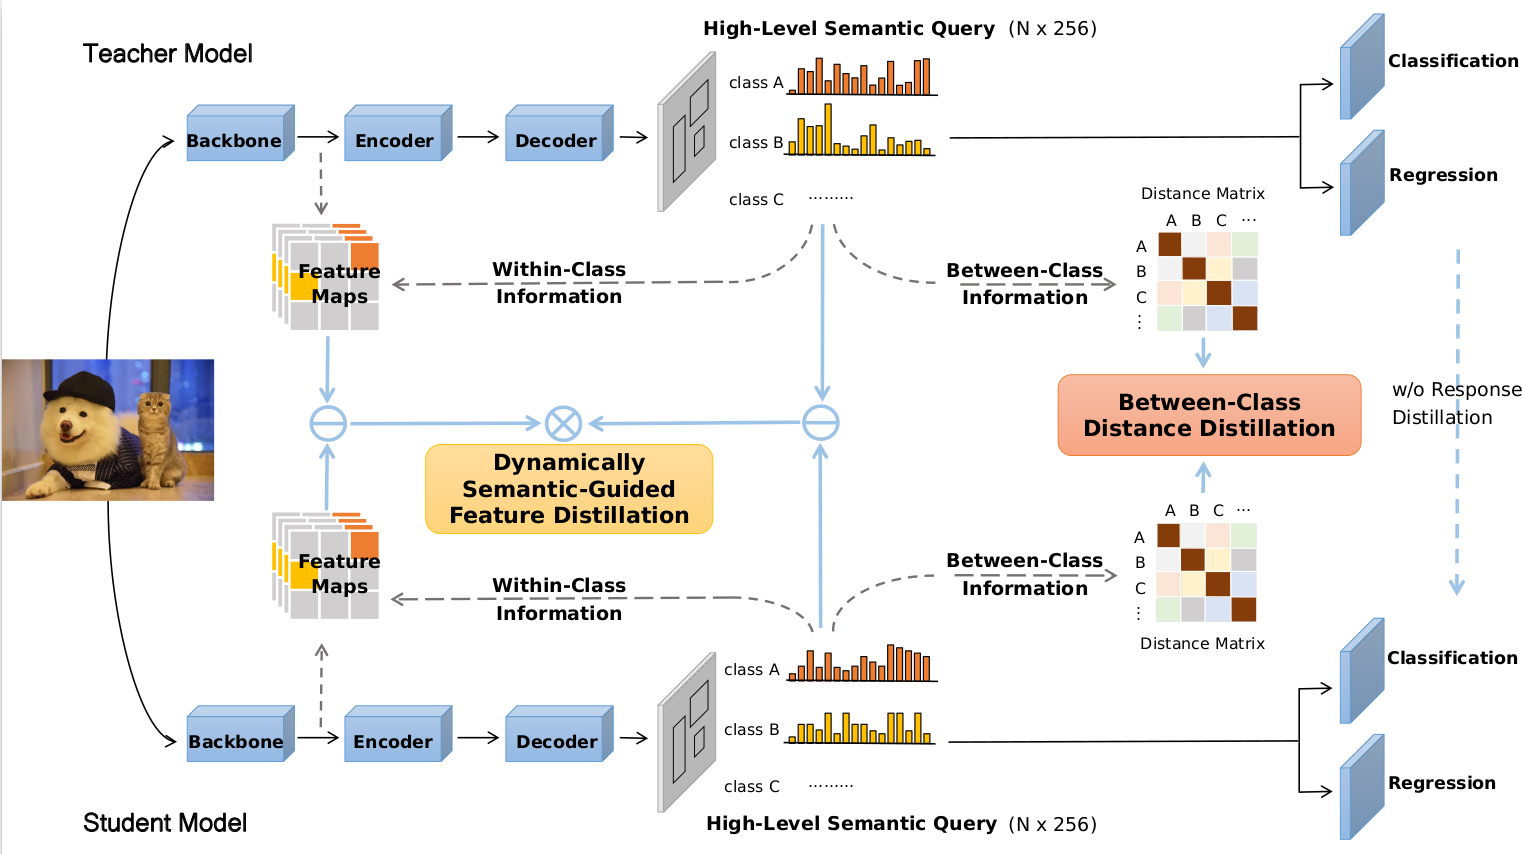 High-Level Semantic Query (N x 256)
Teacher Model
Classification
class A
Backbone
Encoder
Decoder
class B
Regression
class C ·········
Distance Matrix
A B C ···
A
B
C
⋮
Feature
Maps
Within-Class
Information
Between-Class
Information
w/o Response
Distillation
Between-Class
Distance Distillation
Dynamically
Semantic-Guided
Feature Distillation
A B C ···
A
B
C
⋮
Distance Matrix
Feature
Maps
Within-Class
Information
Between-Class
Information
Classification
class A
Backbone
Encoder
Decoder
class B
Regression
class C ·········
Student Model
High-Level Semantic Query (N x 256)